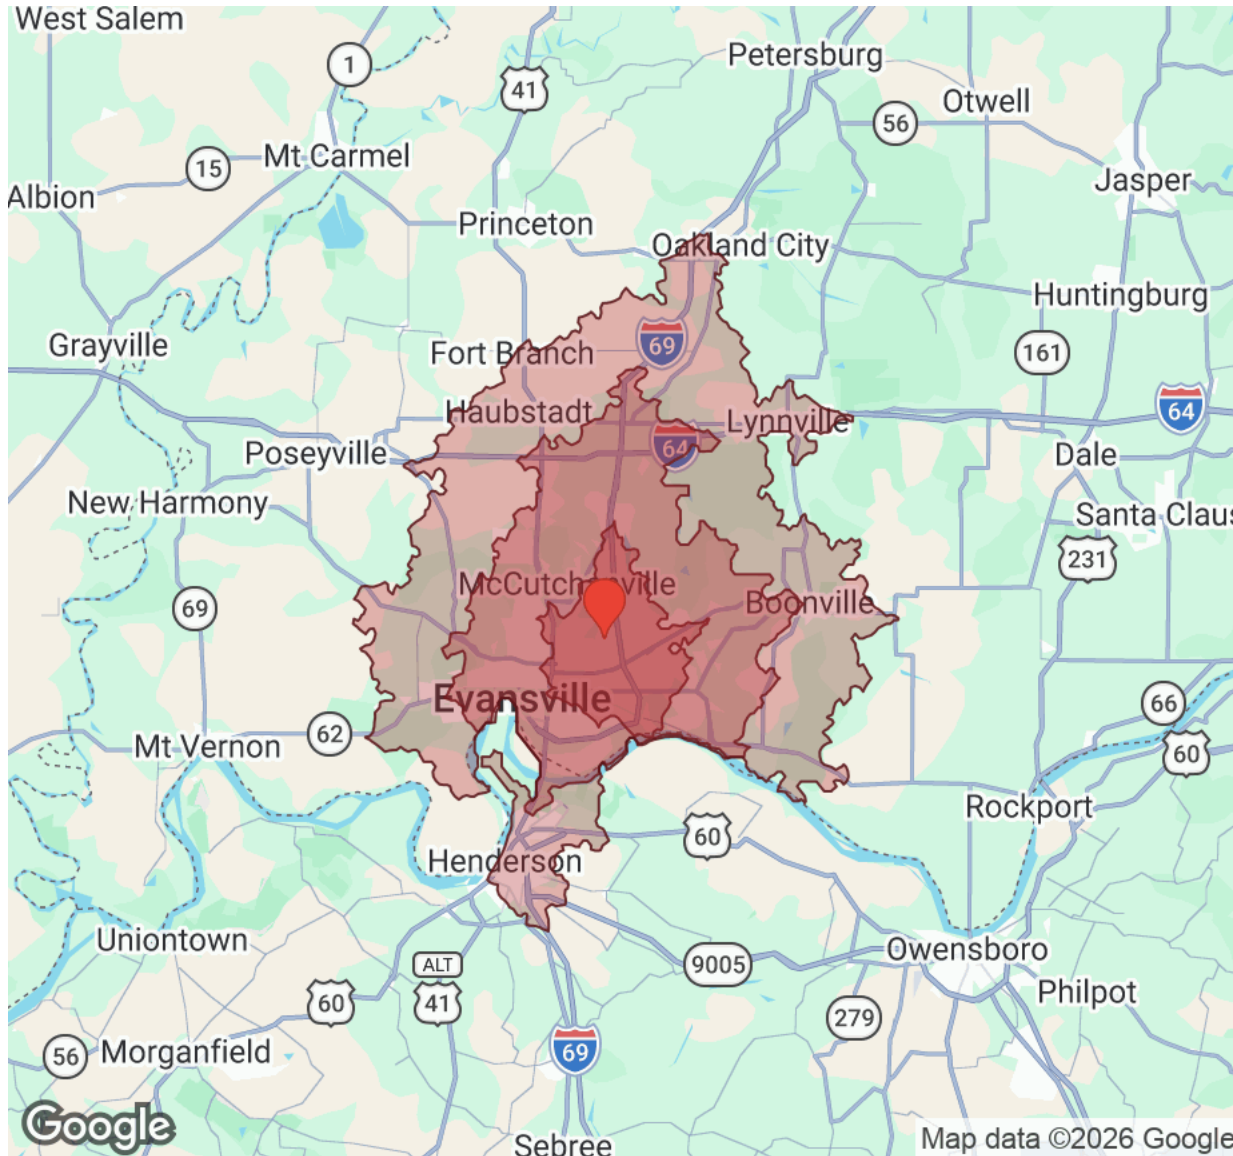 West Salem
1
41
Petersburg
Otwell
56
Mt Carmel
15
Jasper
Albion
Princeton
Oakland City
Huntingburg
Grayville
Fort Branch
69
161
Haubstadt
Lynnville
64
64
Poseyville
Dale
New Harmony
Santa Claus
231
McCutchanville
69
Boonville
Evansville
66
62
Mt Vernon
60
Rockport
60
Henderson
Uniontown
ALT
41
9005
Owensboro
60
Philpot
279
56
Morganfield
69
Google
Sebree
Map data ©2026 Google